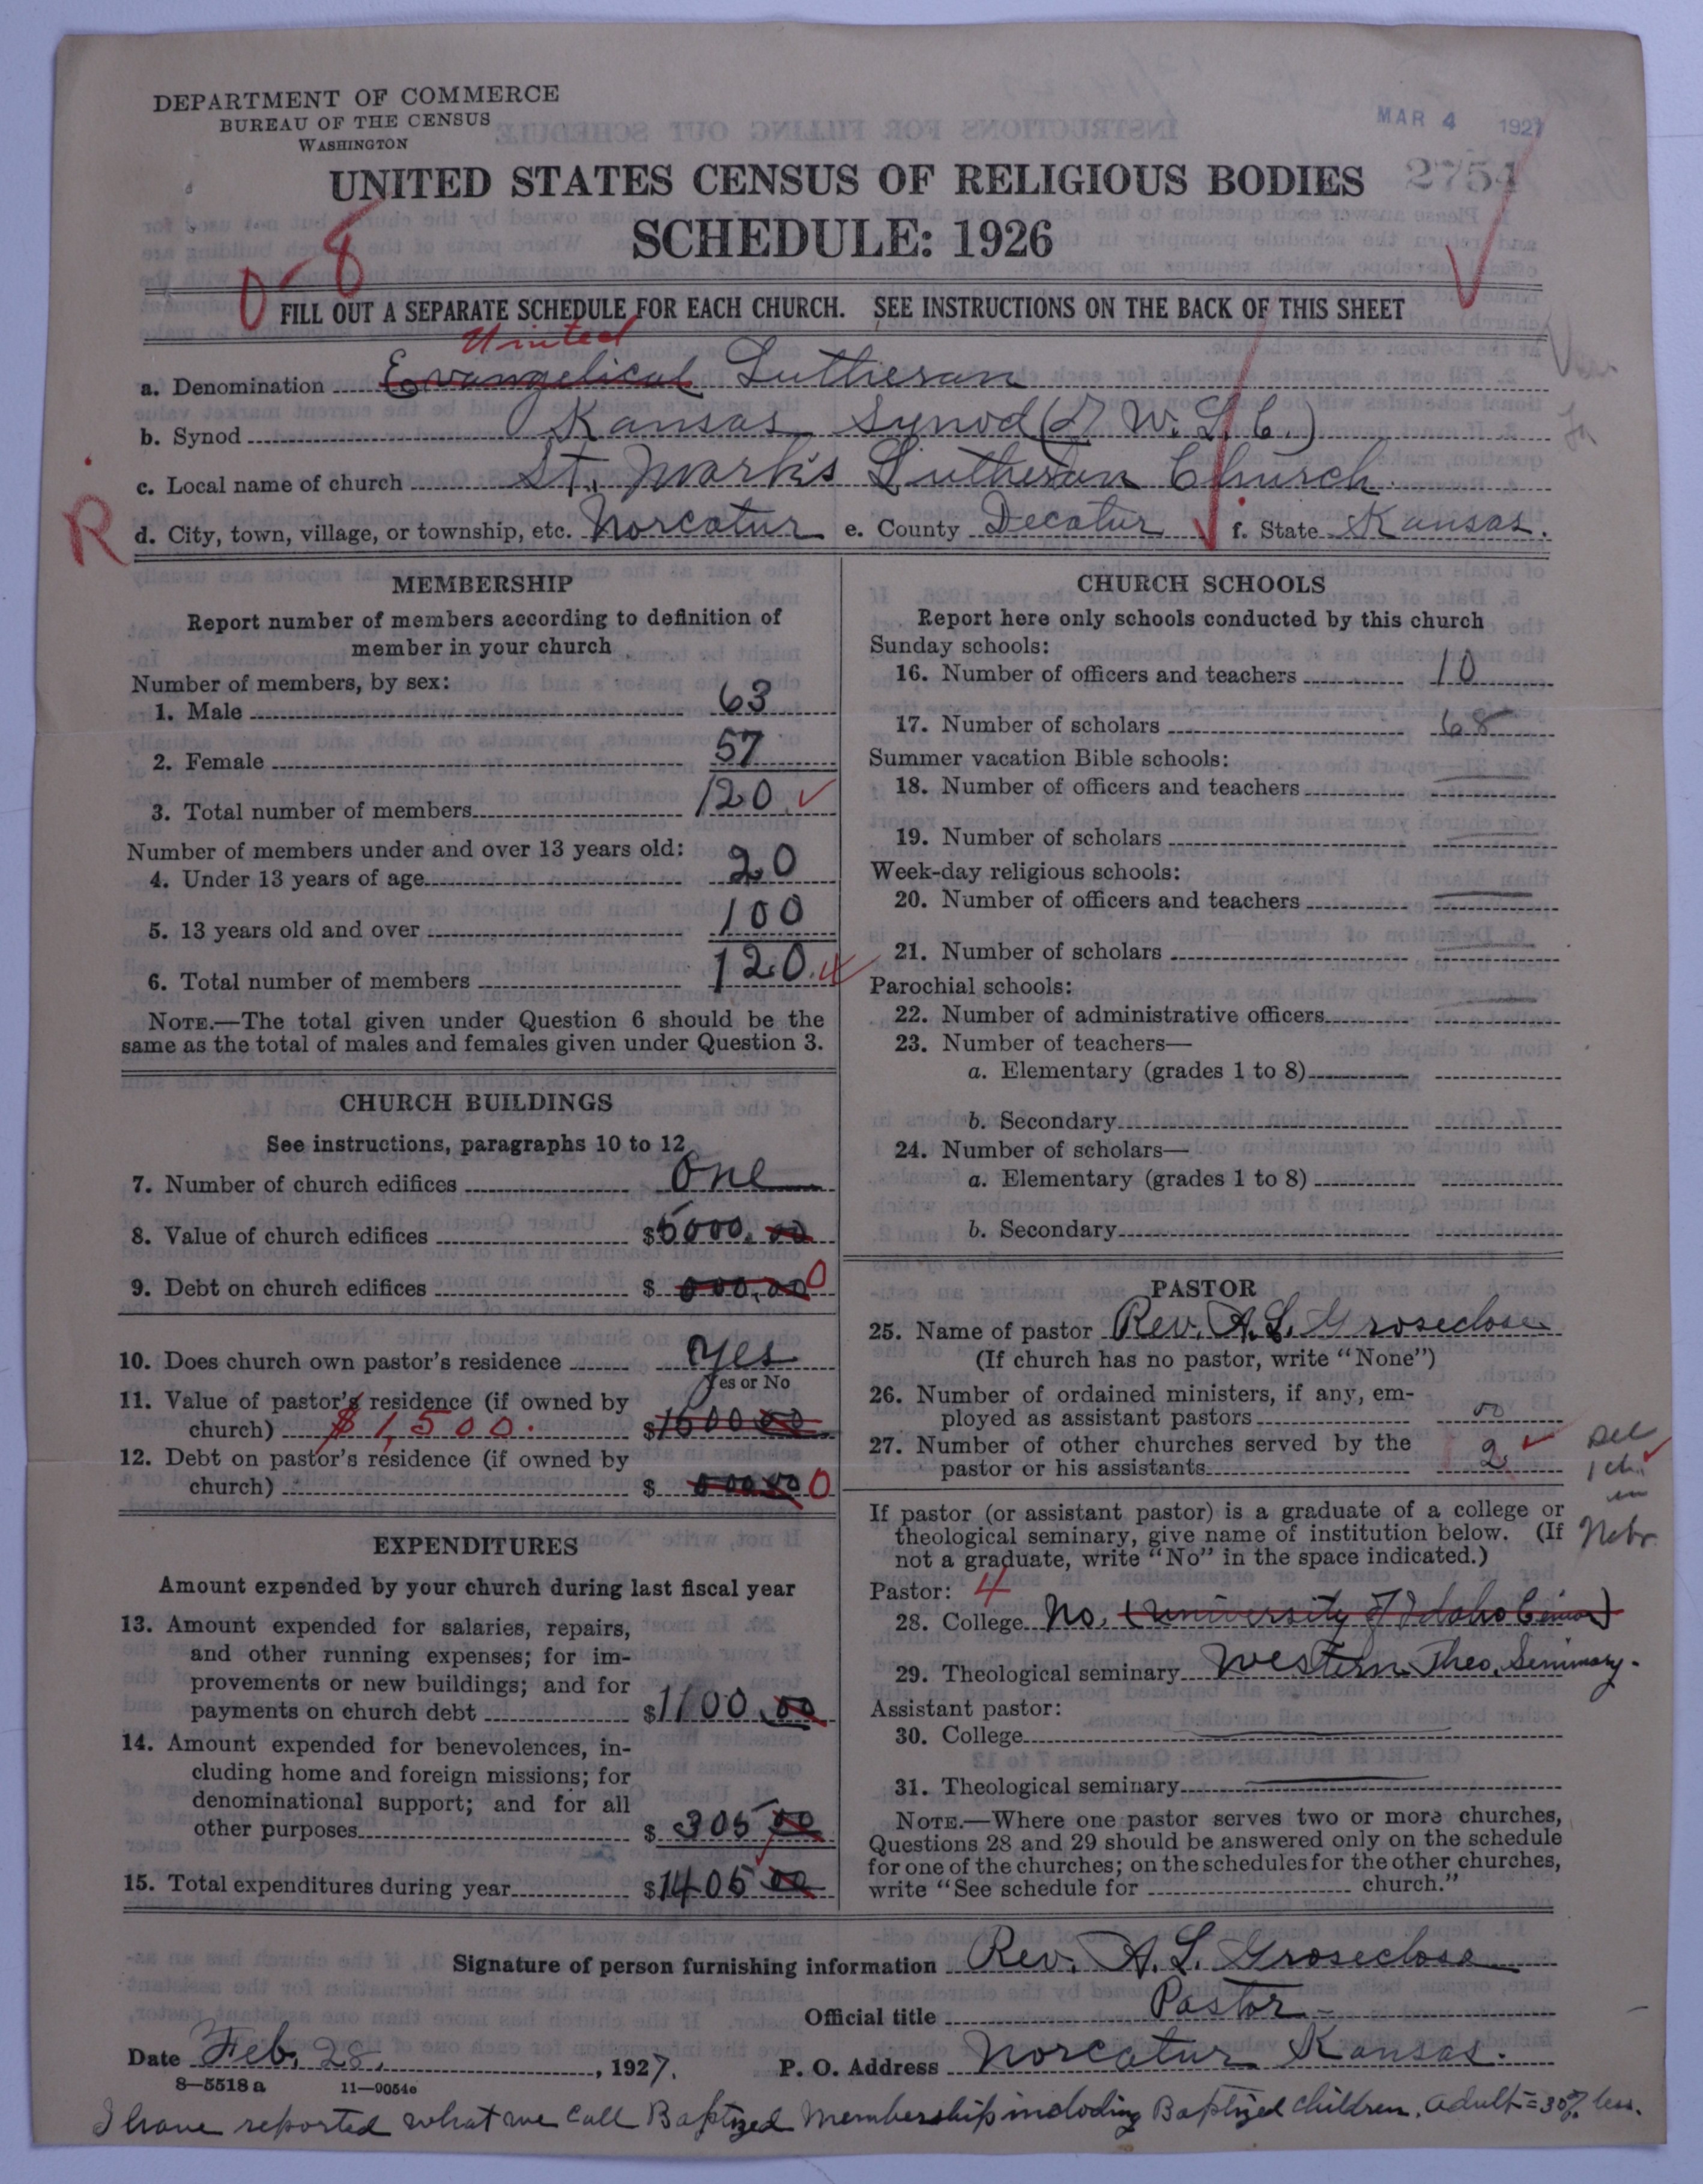 DEPARTMENT OF COMMERCE
BUREAU OF THE CENSUS
WASHINGTON
MAR 4 1927
2754
UNITED STATES CENSUS OF RELIGIOUS BODIES
SCHEDULE: 1926
0-8
FILL OUT A SEPARATE SCHEDULE FOR EACH CHURCH. SEE INSTRUCTIONS ON THE BACK OF THIS SHEET
United
a. Denomination Evangelical Lutheran
b. Synod Kansas Synod
c. Local name of church St. Mark's Lutheran Church
R
d. City, town, village, or township, etc. Norcatur e. County Decatur f. State Kansas.
MEMBERSHIP
Report number of members according to definition of
member in your church
Number of members, by sex:
1. Male 63
2. Female 57
3. Total number of members 120
Number of members under and over 13 years old:
4. Under 13 years of age 20
5. 13 years old and over 100
6. Total number of members 120
NOTE.—The total given under Question 6 should be the
same as the total of males and females given under Question 3.
CHURCH BUILDINGS
See instructions, paragraphs 10 to 12
7. Number of church edifices One
8. Value of church edifices $5000.00
9. Debt on church edifices $ 000.00 0
10. Does church own pastor's residence Yes
Yes or No
11. Value of pastor's residence (if owned by
church) $1,500. $1500 00
12. Debt on pastor's residence (if owned by
church) $ 000 00 0
EXPENDITURES
Amount expended by your church during last fiscal year
13. Amount expended for salaries, repairs,
and other running expenses; for im-
provements or new buildings; and for
payments on church debt $1100.00
14. Amount expended for benevolences, in-
cluding home and foreign missions; for
denominational support; and for all
other purposes $ 305 00
15. Total expenditures during year $1405 00
CHURCH SCHOOLS
Report here only schools conducted by this church
Sunday schools:
16. Number of officers and teachers 10
17. Number of scholars 68
Summer vacation Bible schools:
18. Number of officers and teachers
19. Number of scholars
Week-day religious schools:
20. Number of officers and teachers
21. Number of scholars
Parochial schools:
22. Number of administrative officers
23. Number of teachers—
a. Elementary (grades 1 to 8)
b. Secondary
24. Number of scholars—
a. Elementary (grades 1 to 8)
b. Secondary
PASTOR
25. Name of pastor Rev. A. L. Groseclose
(If church has no pastor, write "None")
26. Number of ordained ministers, if any, em-
ployed as assistant pastors 00
27. Number of other churches served by the
pastor or his assistants 2
1 ch. in Nebr.
If pastor (or assistant pastor) is a graduate of a college or
theological seminary, give name of institution below. (If
not a graduate, write "No" in the space indicated.)
Pastor: 4
28. College No. (University of Idaho
29. Theological seminary Western Theo. Seminary.
Assistant pastor:
30. College
31. Theological seminary
NOTE.—Where one pastor serves two or more churches,
Questions 28 and 29 should be answered only on the schedule
for one of the churches; on the schedules for the other churches,
write "See schedule for church."
Signature of person furnishing information Rev. A. L. Groseclose
Official title Pastor
Date Feb. 28, 1927. P. O. Address Norcatur Kansas.
8—5518 a 11—9054a
I have reported what we call Baptized Membership including Baptized children. Adult = 30% less.